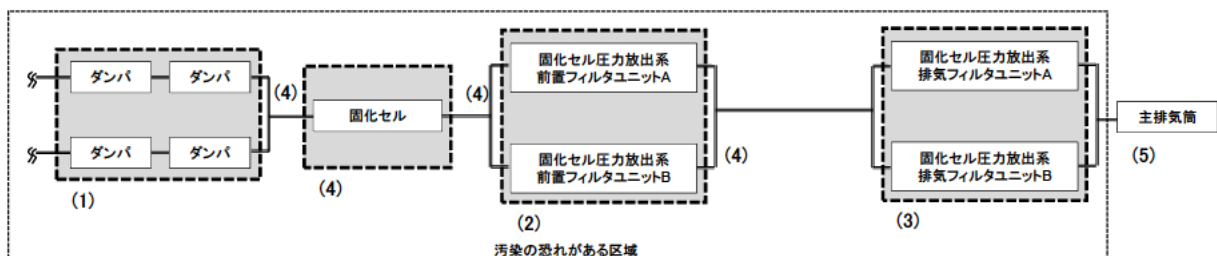 ダンパ
ダンパ
(4)
固化セル
(4)
固化セル圧力放出系
前置フィルタユニットA
固化セル圧力放出系
排気フィルタユニットA
主排気筒
ダンパ
ダンパ
固化セル圧力放出系
前置フィルタユニットB
(4)
固化セル圧力放出系
排気フィルタユニットB
(5)
(1)
(4)
(2)
(3)
汚染の恐れがある区域